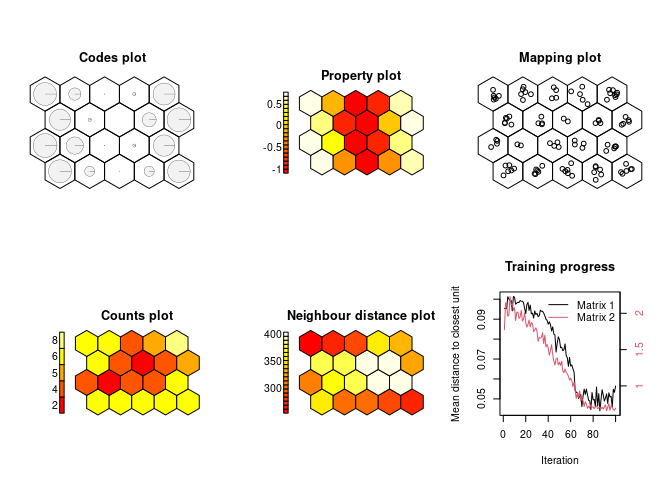 Codes plot
Property plot
0.5
0
-0.5
-1
Mapping plot
Counts plot
8
6
5
4
2
Neighbour distance plot
400
350
300
Training progress
Mean distance to closest unit
0.09
0.07
0.05
Matrix 1
Matrix 2
2
1.5
1
0 20 40 60 80
Iteration